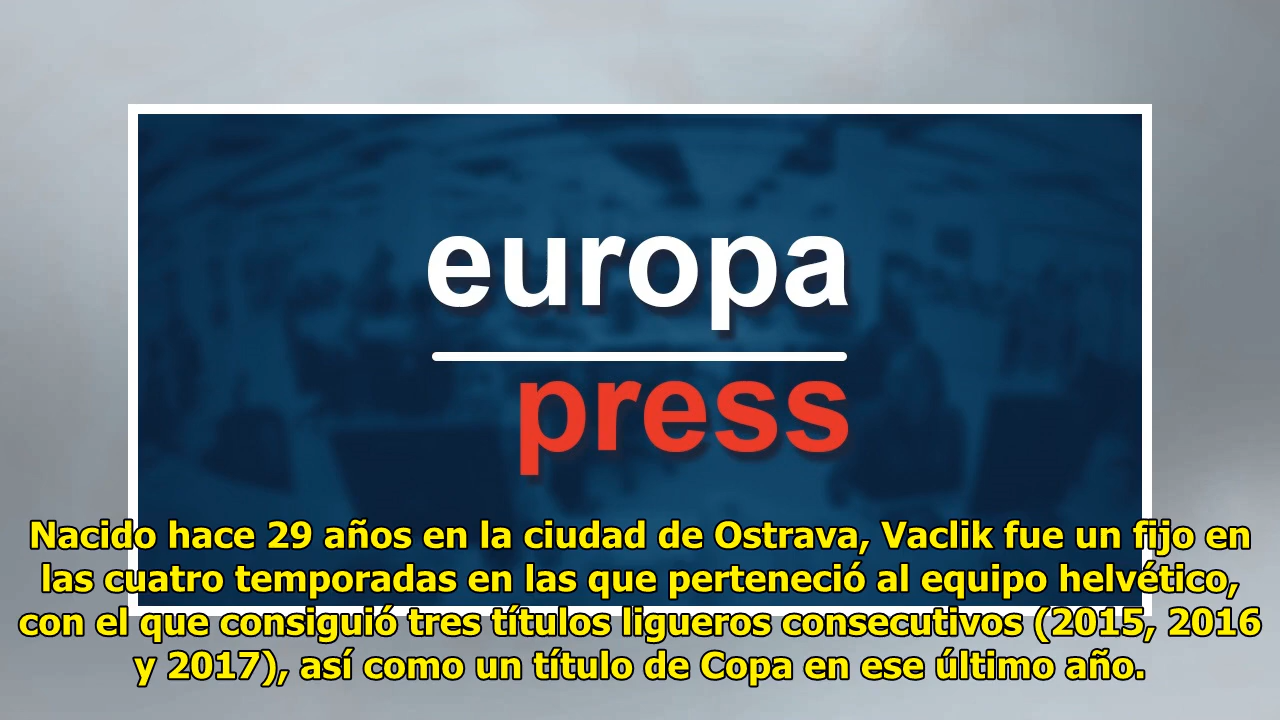 europa
press
Nacido hace 29 años en la ciudad de Ostrava, Vaclik fue un fijo en
las cuatro temporadas en las que perteneció al equipo helvético,
con el que consiguió tres títulos ligueros consecutivos (2015, 2016
y 2017), así como un título de Copa en ese último año.